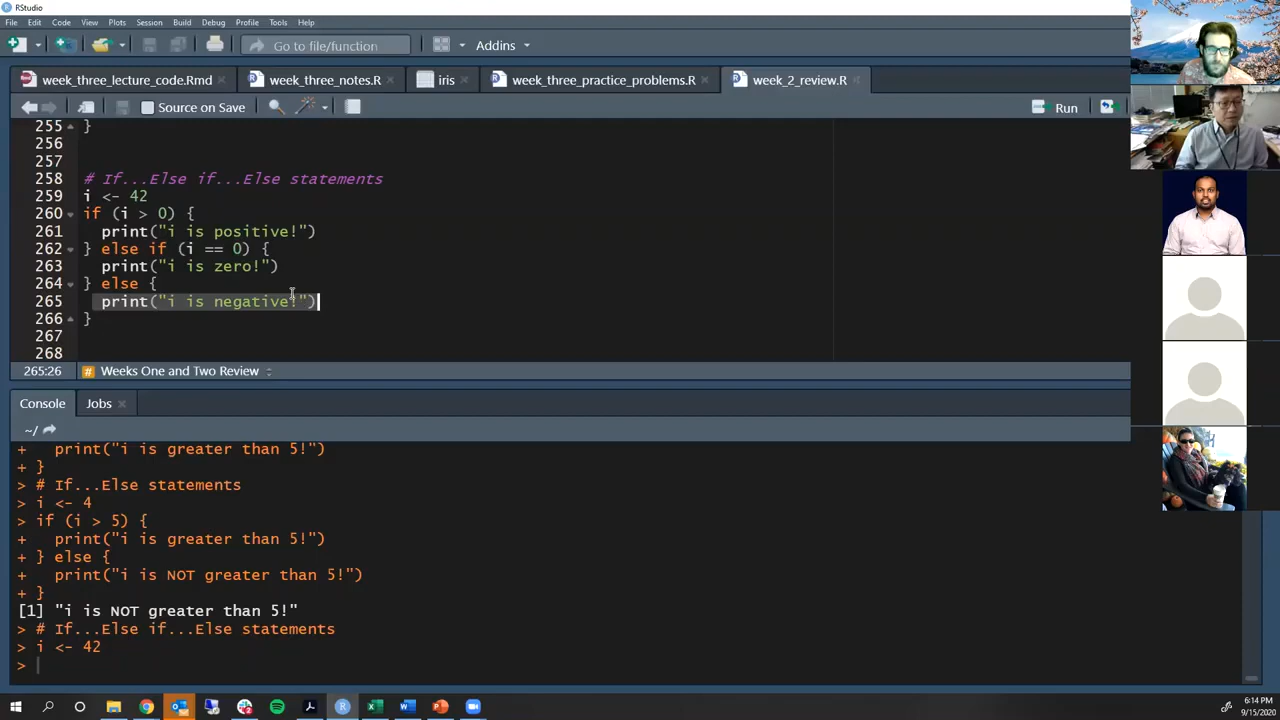 RStudio
File Edit Code View Plots Session Build Debug Profile Tools Help
Go to file/function Addins
week_three_lecture_code.Rmd week_three_notes.R iris week_three_practice_problems.R week_2_review.R
Source on Save Run
255 }
256
257
258 # If...Else if...Else statements
259 i <- 42
260 if (i > 0) {
261 print("i is positive!")
262 } else if (i == 0) {
263 print("i is zero!")
264 } else {
265 print("i is negative!")
266 }
267
268
265:26 # Weeks One and Two Review
Console Jobs
~/
+ print("i is greater than 5!")
+ }
> # If...Else statements
> i <- 4
> if (i > 5) {
+ print("i is greater than 5!")
+ } else {
+ print("i is NOT greater than 5!")
+ }
[1] "i is NOT greater than 5!"
> # If...Else if...Else statements
> i <- 42
>
6:14 PM
9/15/2020